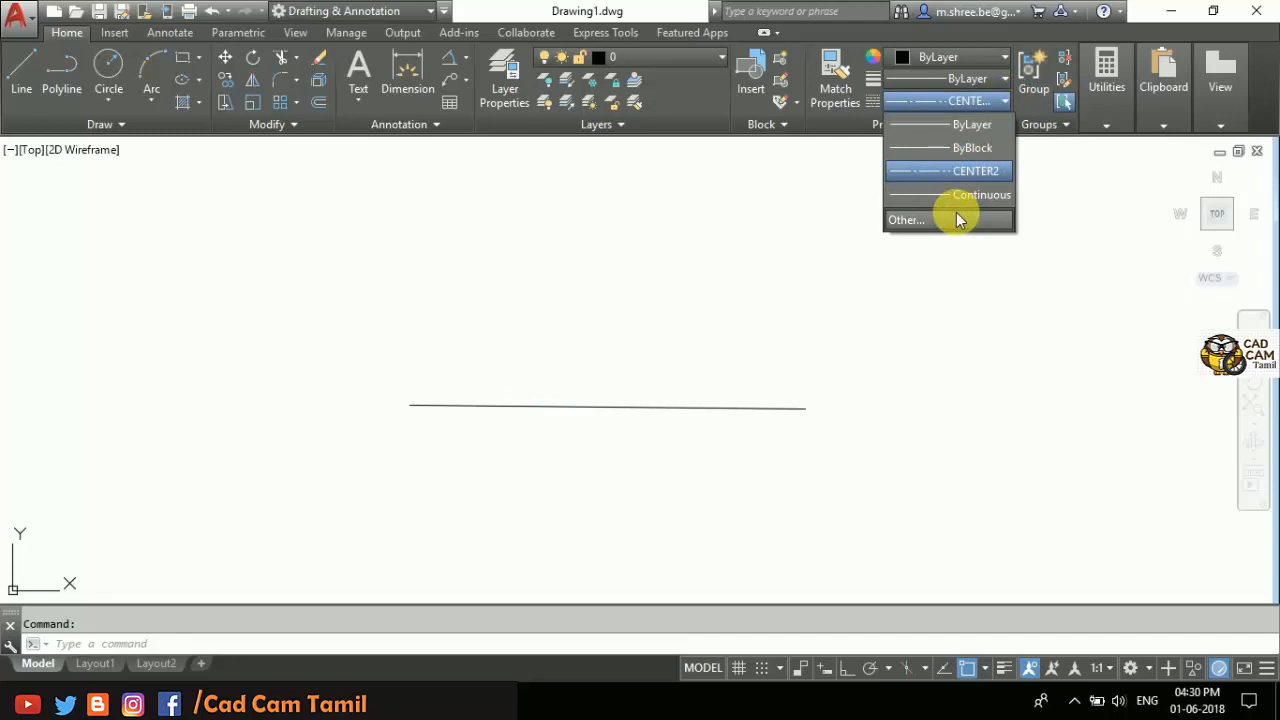 Drafting & Annotation
Drawing1.dwg
Type a keyword or phrase
m.shree.be@g...
Home
Insert
Annotate
Parametric
View
Manage
Output
Add-ins
Collaborate
Express Tools
Featured Apps
Line
Polyline
Circle
Arc
Text
Dimension
Layer
Properties
0
Insert
Match
Properties
ByLayer
ByLayer
CENTE...
Group
Utilities
Clipboard
View
Draw
Modify
Annotation
Layers
Block
Groups
ByLayer
ByBlock
CENTER2
Continuous
Other...
[−][Top][2D Wireframe]
N
W
TOP
E
S
WCS
CAD
CAM
Tamil
Y
X
Command:
Type a command
Model
Layout1
Layout2
MODEL
1:1
/Cad Cam Tamil
ENG
04:30 PM
01-06-2018